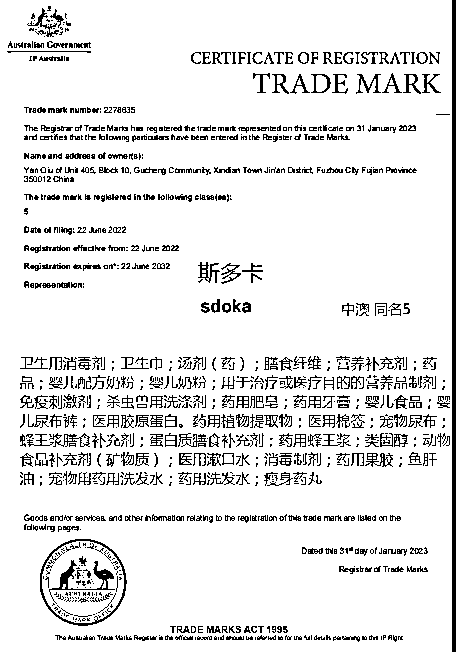 Australian Government
IP Australia
CERTIFICATE OF REGISTRATION
TRADE MARK
Trade mark number: 2278635
The Registrar of Trade Marks has registered the trade mark represented on this certificate on 31 January 2023
and certifies that the following particulars have been entered in the Register of Trade Marks.
Name and address of owner(s):
Yan Qiu of Unit 405, Block 10, Gucheng Community, Xindian Town Jin'an District, Fuzhou City Fujian Province
350012 China
The trade mark is registered in the following class(es):
5
Date of filing: 22 June 2022
Registration effective from: 22 June 2022
Registration expires on*: 22 June 2032
Representation:
斯多卡
sdoka
中澳 同名5
卫生用消毒剂；卫生巾；汤剂（药）；膳食纤维；营养补充剂；药
品；婴儿配方奶粉；婴儿奶粉；用于治疗或医疗目的的营养品制剂；
免疫刺激剂；杀虫兽用洗涤剂；药用肥皂；药用牙膏；婴儿食品；婴
儿尿布裤；医用胶原蛋白。药用植物提取物；医用棉签；宠物尿布；
蜂王浆膳食补充剂；蛋白质膳食补充剂；药用蜂王浆；类固醇；动物
食品补充剂（矿物质）；医用漱口水；消毒制剂；药用果胶；鱼肝
油；宠物用药用洗发水；药用洗发水；瘦身药丸
Goods and/or services, and other information relating to the registration of this trade mark are listed on the
following pages.
COMMONWEALTH OF AUSTRALIA
AUSTRALIA
TRADE MARKS OFFICE
Dated this 31st day of January 2023
Registrar of Trade Marks
TRADE MARKS ACT 1995
The Australian Trade Marks Register is the official record and should be referred to for the full details pertaining to this IP Right